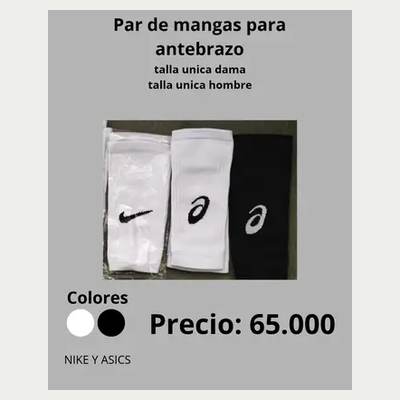 Par de mangas para
antebrazo
talla unica dama
talla unica hombre
Colores
Precio: 65.000
NIKE Y ASICS